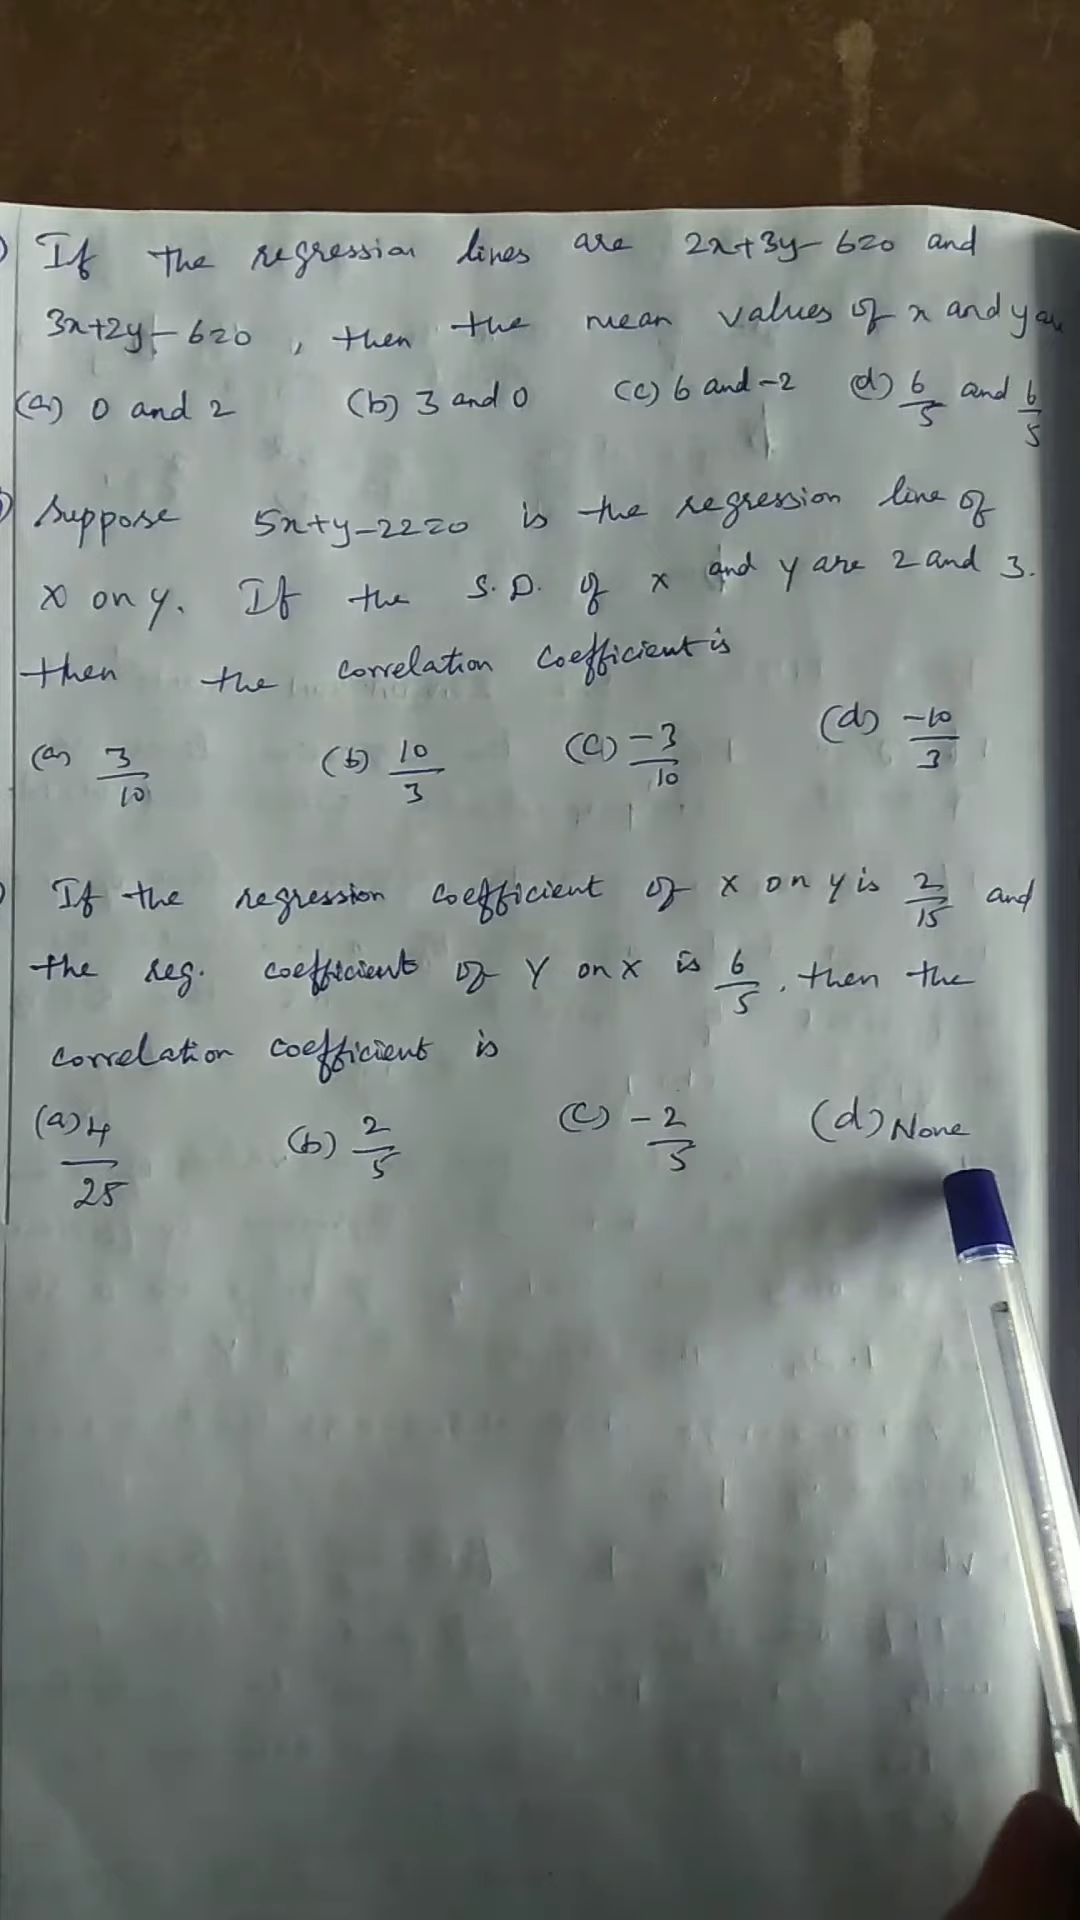 If the regression lines are 2x+3y-6=0 and
3x+2y-6=0, then the mean values of x and y are
(a) 0 and 2 (b) 3 and 0 (c) 6 and -2 (d) 6/5 and 6/5
Suppose 5x+y-22=0 is the regression line of
X on y. If the S.D. of x and y are 2 and 3.
then the correlation coefficient is
(a) 3/10 (b) 10/3 (c) -3/10 (d) -10/3
If the regression coefficient of X on y is 2/15 and
the reg. coefficient of Y on X is 6/5, then the
correlation coefficient is
(a) 4/25 (b) 2/5 (c) -2/5 (d) None